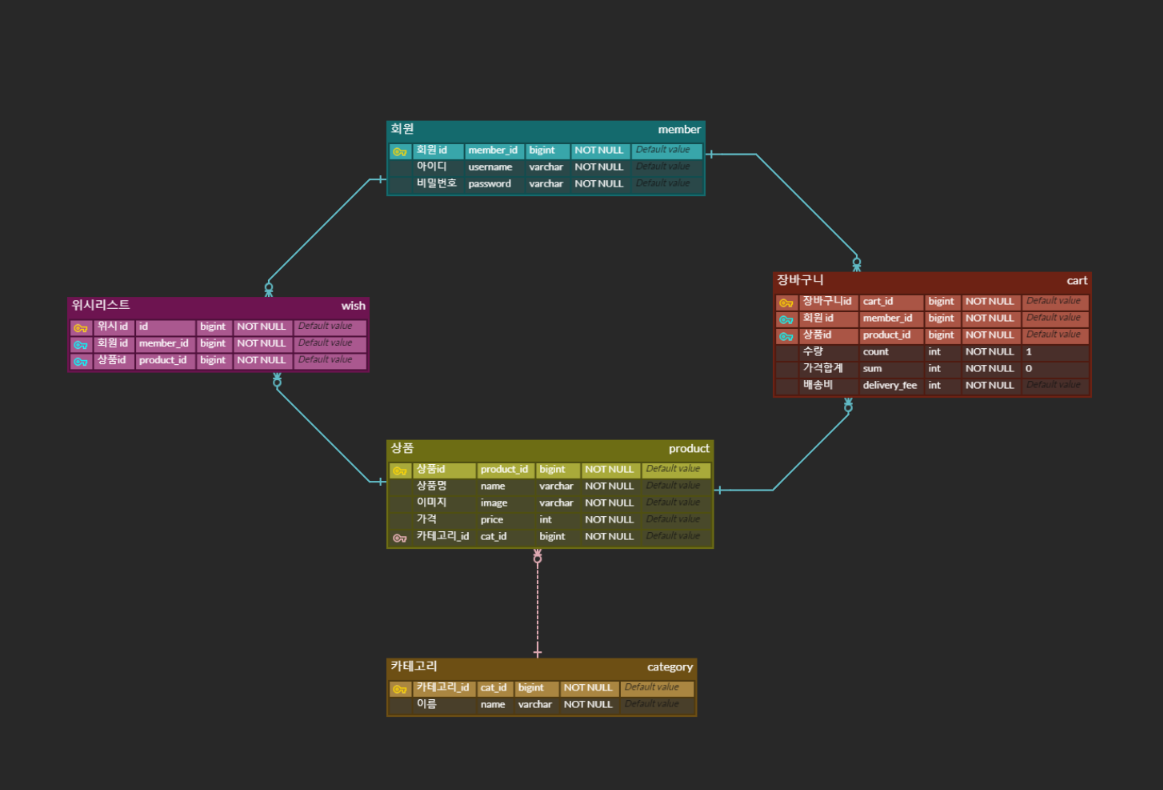 회원 member
회원 id member_id bigint NOT NULL Default value
아이디 username varchar NOT NULL Default value
비밀번호 password varchar NOT NULL Default value
장바구니 cart
장바구니id cart_id bigint NOT NULL Default value
회원 id member_id bigint NOT NULL Default value
상품id product_id bigint NOT NULL Default value
수량 count int NOT NULL 1
가격합계 sum int NOT NULL 0
배송비 delivery_fee int NOT NULL Default value
위시리스트 wish
위시 id id bigint NOT NULL Default value
회원 id member_id bigint NOT NULL Default value
상품id product_id bigint NOT NULL Default value
상품 product
상품id product_id bigint NOT NULL Default value
상품명 name varchar NOT NULL Default value
이미지 image varchar NOT NULL Default value
가격 price int NOT NULL Default value
카테고리_id cat_id bigint NOT NULL Default value
카테고리 category
카테고리_id cat_id bigint NOT NULL Default value
이름 name varchar NOT NULL Default value